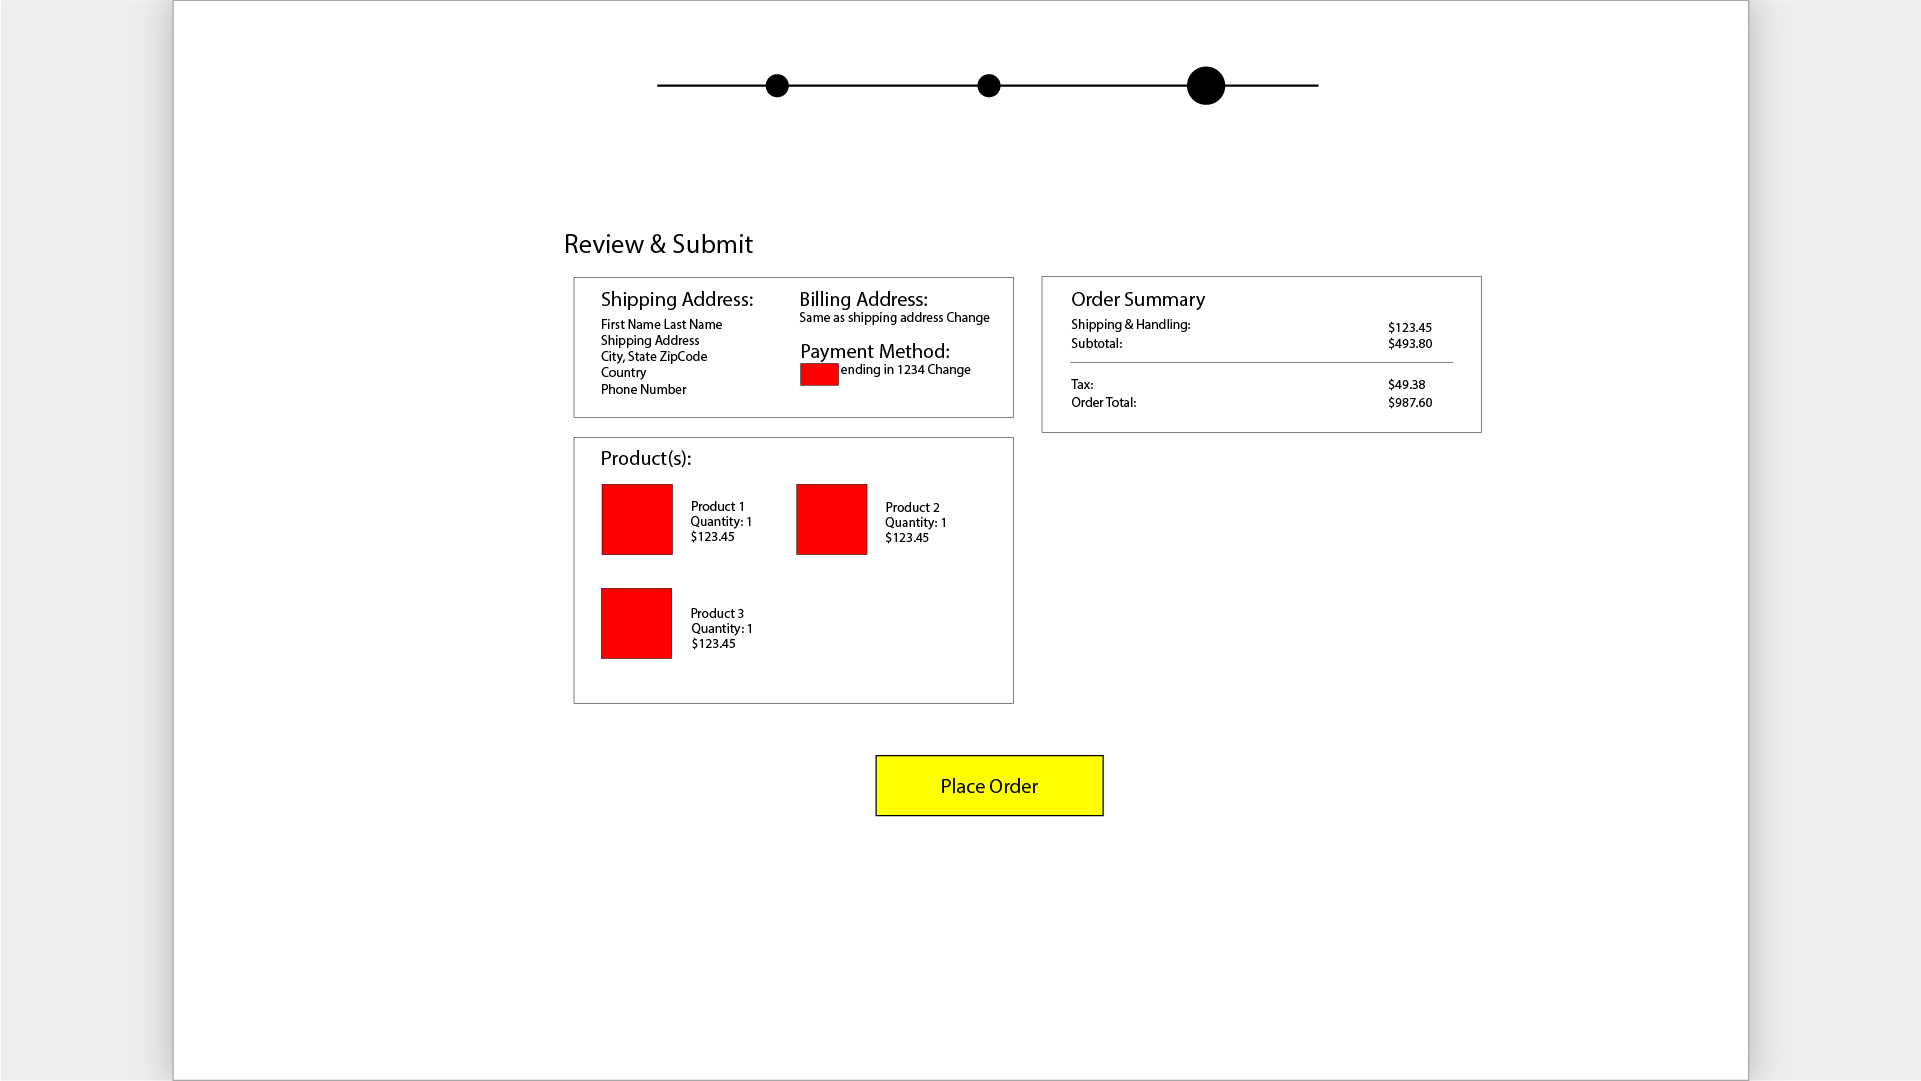 Review & Submit
Shipping Address:
First Name Last Name
Shipping Address
City, State ZipCode
Country
Phone Number
Billing Address:
Same as shipping address Change
Payment Method:
ending in 1234 Change
Order Summary
Shipping & Handling: $123.45
Subtotal: $493.80
Tax: $49.38
Order Total: $987.60
Product(s):
Product 1
Quantity: 1
$123.45
Product 2
Quantity: 1
$123.45
Product 3
Quantity: 1
$123.45
Place Order